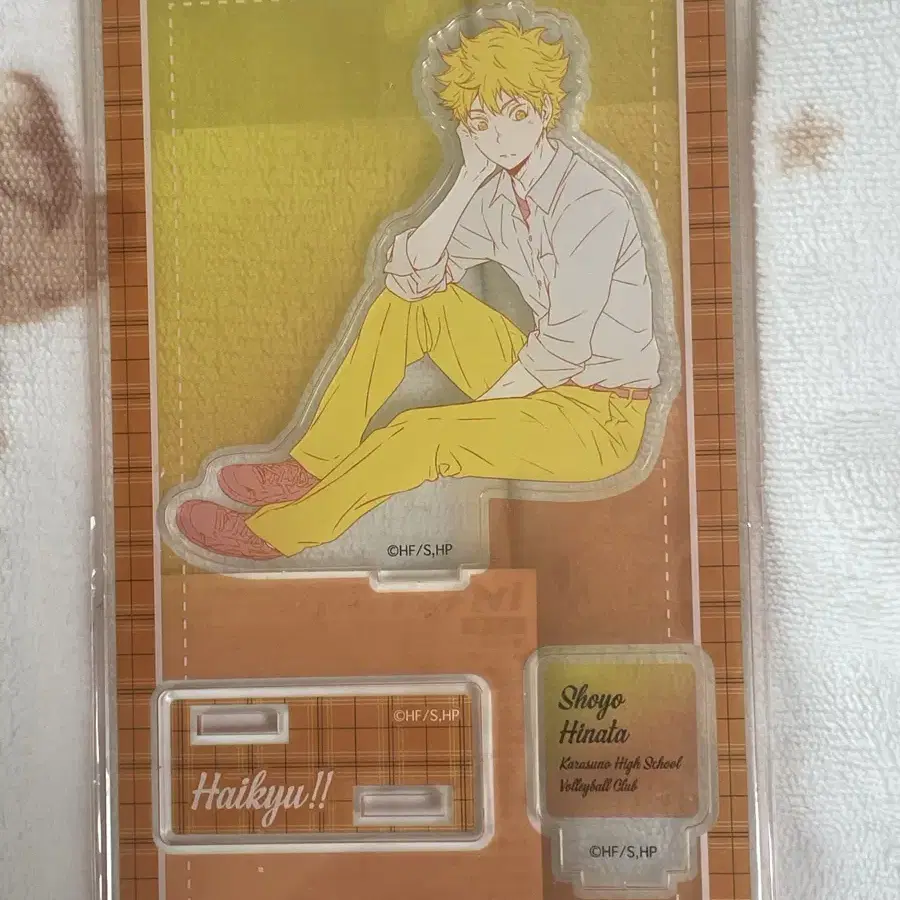 ©HF/S,HP
©HF/S,HP
Haikyu!!
Shoyo
Hinata
Karasuno High School
Volleyball Club
©HF/S,HP